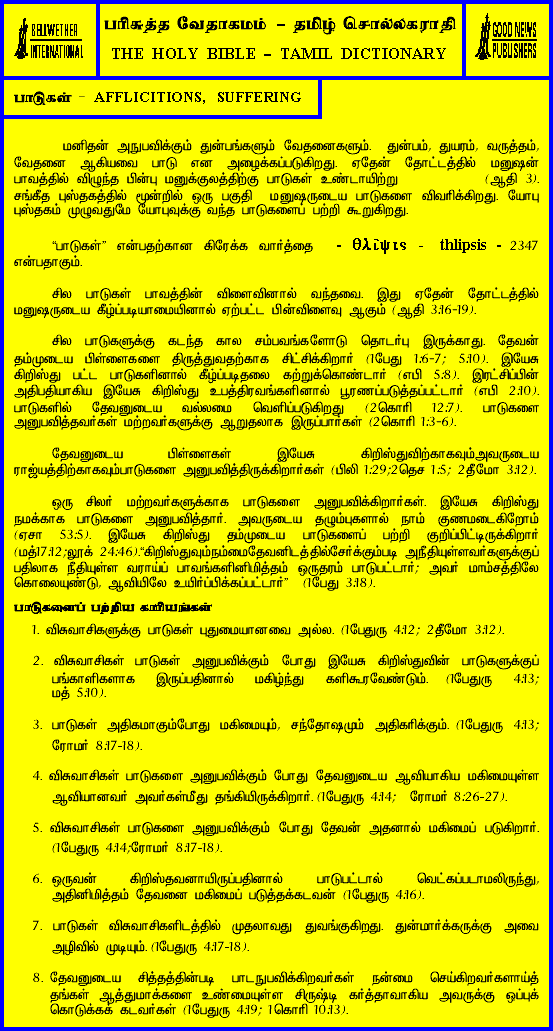 BELLWETHER
INTERNATIONAL
பரிசுத்த வேதாகமம் – தமிழ் சொல்லகராதி
THE HOLY BIBLE – TAMIL DICTIONARY
GOOD NEWS
PUBLISHERS
பாடுகள் – AFFLICITIONS, SUFFERING
மனிதன் அநுபவிக்கும் துன்பங்களும் வேதனைகளும். துன்பம், துயரம், வருத்தம்,
வேதனை ஆகியவை பாடு என அழைக்கப்படுகிறது. ஏதேன் தோட்டத்தில் மனுஷன்
பாவத்தில் விழுந்த பின்பு மனுக்குலத்திற்கு பாடுகள் உண்டாயிற்று (ஆதி 3).
சங்கீத புஸ்தகத்தில் மூன்றில் ஒரு பகுதி மனுஷருடைய பாடுகளை விவரிக்கிறது. யோபு
புஸ்தகம் முழுவதுமே யோபுவுக்கு வந்த பாடுகளைப் பற்றி கூறுகிறது.
"பாடுகள்" என்பதற்கான கிரேக்க வார்த்தை - θλῖψις - thlipsis - 2347
என்பதாகும்.
சில பாடுகள் பாவத்தின் விளைவினால் வந்தவை. இது ஏதேன் தோட்டத்தில்
மனுஷருடைய கீழ்ப்படியாமையினால் ஏற்பட்ட பின்விளைவு ஆகும் (ஆதி 3:16-19).
சில பாடுகளுக்கு கடந்த கால சம்பவங்களோடு தொடர்பு இருக்காது. தேவன்
தம்முடைய பிள்ளைகளை திருத்துவதற்காக சிட்சிக்கிறார் (1பேது 1:6-7; 5:10). இயேசு
கிறிஸ்து பட்ட பாடுகளினால் கீழ்ப்படிதலை கற்றுக்கொண்டார் (எபி 5:8). இரட்சிப்பின்
அதிபதியாகிய இயேசு கிறிஸ்து உபத்திரவங்களினால் பூரணப்படுத்தப்பட்டார் (எபி 2:10).
பாடுகளில் தேவனுடைய வல்லமை வெளிப்படுகிறது (2கொரி 12:7). பாடுகளை
அனுபவித்தவர்கள் மற்றவர்களுக்கு ஆறுதலாக இருப்பார்கள் (2கொரி 1:3-6).
தேவனுடைய பிள்ளைகள் இயேசு கிறிஸ்துவிற்காகவும்அவருடைய
ராஜ்யத்திற்காகவும்பாடுகளை அனுபவித்திருக்கிறார்கள் (பிலி 1:29;2தெச 1:5; 2தீமோ 3:12).
ஒரு சிலர் மற்றவர்களுக்காக பாடுகளை அனுபவிக்கிறார்கள். இயேசு கிறிஸ்து
நமக்காக பாடுகளை அனுபவித்தார். அவருடைய தழும்புகளால் நாம் குணமடைகிறோம்
(ஏசா 53:5). இயேசு கிறிஸ்து தம்முடைய பாடுகளைப் பற்றி குறிப்பிட்டிருக்கிறார்
(மத்17:12;லூக் 24:46)."கிறிஸ்துவும்நம்மைதேவனிடத்தில்சேர்க்கும்படி அநீதியுள்ளவர்களுக்குப்
பதிலாக நீதியுள்ள வராய்ப் பாவங்களினிமித்தம் ஒருதரம் பாடுபட்டார்; அவர் மாம்சத்திலே
கொலையுண்டு, ஆவியிலே உயிர்ப்பிக்கப்பட்டார்" (1பேது 3:18).
பாடுகளைப் பற்றிய காரியங்கள்
1. விசுவாசிகளுக்கு பாடுகள் புதுமையானவை அல்ல. (1பேதுரு 4:12; 2தீமோ 3:12).
2. விசுவாசிகள் பாடுகள் அனுபவிக்கும் போது இயேசு கிறிஸ்துவின் பாடுகளுக்குப்
பங்காளிகளாக இருப்பதினால் மகிழ்ந்து களிகூரவேண்டும். (1பேதுரு 4:13;
மத் 5:10).
3. பாடுகள் அதிகமாகும்போது மகிமையும், சந்தோஷமும் அதிகரிக்கும். (1பேதுரு 4:13;
ரோமர் 8:17-18).
4. விசுவாசிகள் பாடுகளை அனுபவிக்கும் போது தேவனுடைய ஆவியாகிய மகிமையுள்ள
ஆவியானவர் அவர்கள்மீது தங்கியிருக்கிறார். (1பேதுரு 4:14; ரோமர் 8:26-27).
5. விசுவாசிகள் பாடுகளை அனுபவிக்கும் போது தேவன் அதனால் மகிமைப் படுகிறார்.
(1பேதுரு 4:14;ரோமர் 8:17-18).
6. ஒருவன் கிறிஸ்தவனாயிருப்பதினால் பாடுபட்டால் வெட்கப்படாமலிருந்து,
அதினிமித்தம் தேவனை மகிமைப் படுத்தக்கடவன் (1பேதுரு 4:16).
7. பாடுகள் விசுவாசிகளிடத்தில் முதலாவது துவங்குகிறது. துன்மார்க்கருக்கு அவை
அழிவில் முடியும். (1பேதுரு 4:17-18).
8. தேவனுடைய சித்தத்தின்படி பாடநுபவிக்கிறவர்கள் நன்மை செய்கிறவர்களாய்த்
தங்கள் ஆத்துமாக்களை உண்மையுள்ள சிருஷ்டி கர்த்தாவாகிய அவருக்கு ஒப்புக்
கொடுக்கக் கடவர்கள் (1பேதுரு 4:19; 1கொரி 10:13).